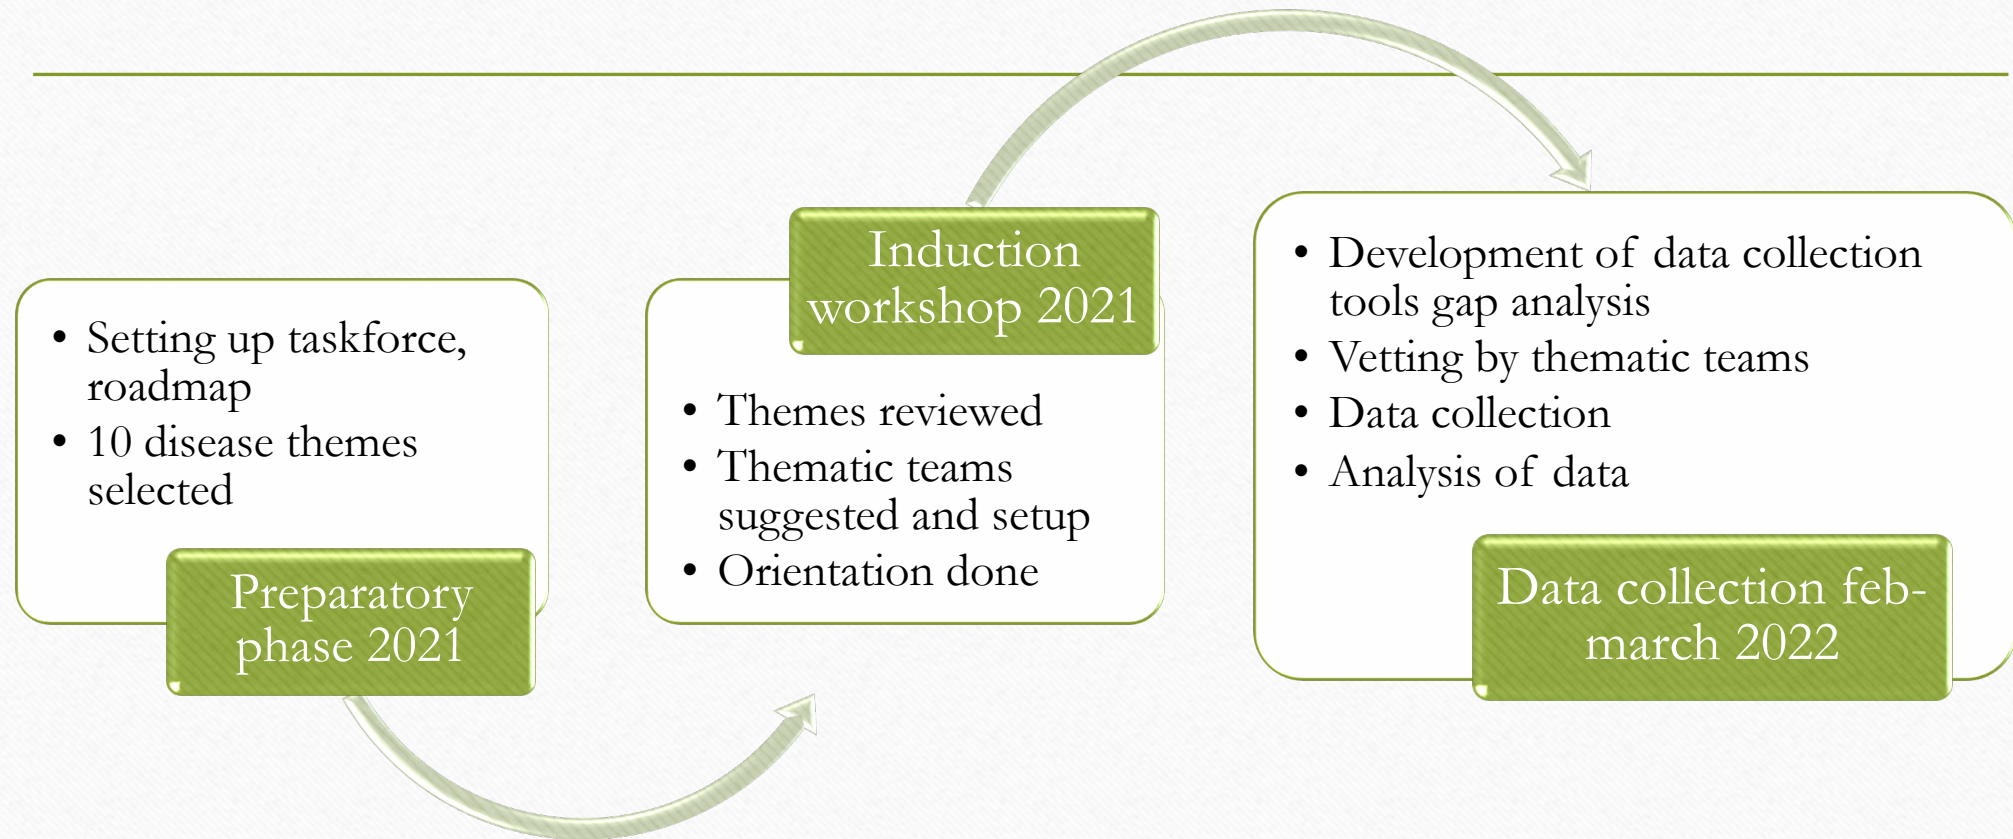 • Setting up taskforce,
roadmap
• 10 disease themes
selected
Preparatory
phase 2021
Induction
workshop 2021
• Themes reviewed
• Thematic teams
suggested and setup
• Orientation done
• Development of data collection
tools gap analysis
• Vetting by thematic teams
• Data collection
• Analysis of data
Data collection feb-
march 2022